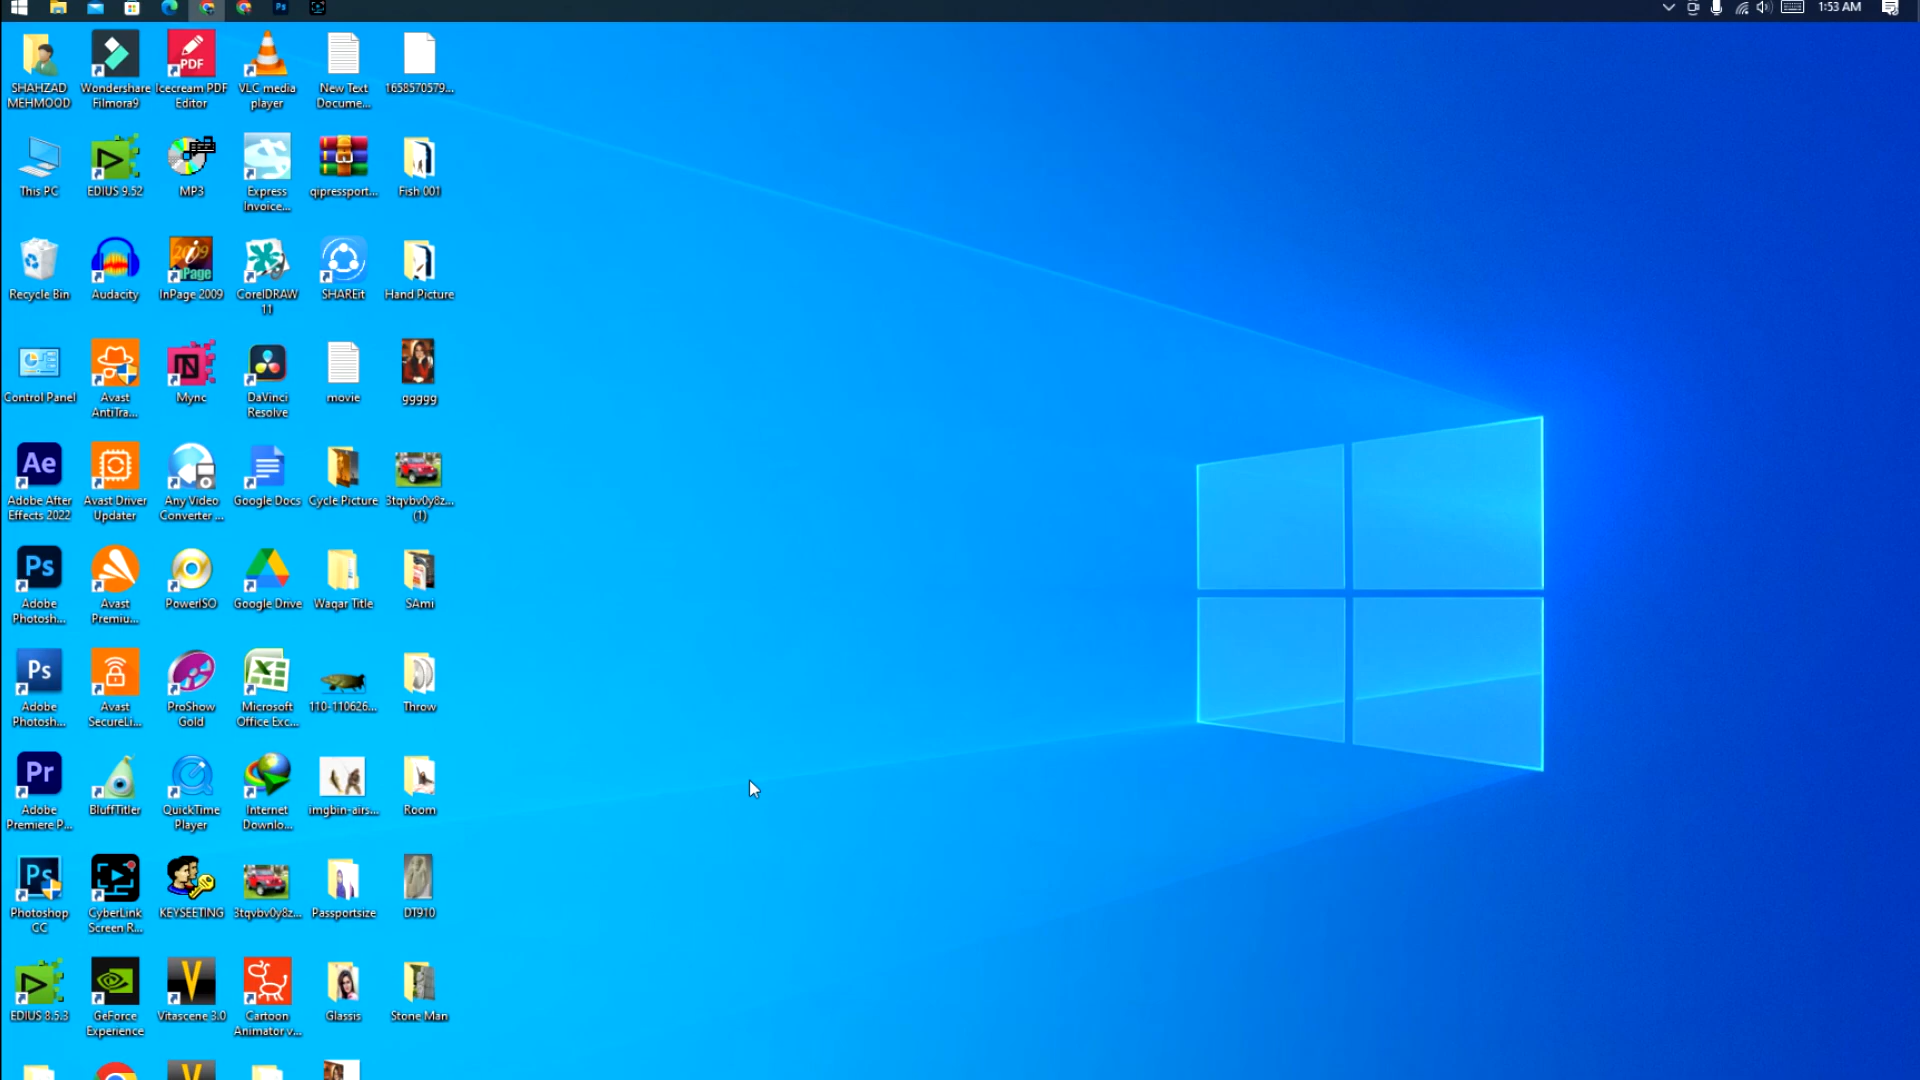 1:53 AM
SHAHZAD
MEHMOOD
Wondershare
Filmora9
PDF
Icecream PDF
Editor
VLC media
player
New Text
Docume...
1658570579...
This PC
EDIUS 9.52
MP3
Express
Invoice...
qipressport...
Fish 001
Recycle Bin
Audacity
2009
InPage
InPage 2009
CorelDRAW
11
SHAREit
Hand Picture
Control Panel
Avast
AntiTra...
Mync
DaVinci
Resolve
movie
ggggg
Ae
Adobe After
Effects 2022
Avast Driver
Updater
Any Video
Converter ...
Google Docs
Cycle Picture
3tqvbv0y8z...
(1)
Ps
Adobe
Photosh...
Avast
Premiu...
PowerISO
Google Drive
Waqar Title
SAmi
Ps
Adobe
Photosh...
Avast
SecureLi...
ProShow
Gold
Microsoft
Office Exc...
110-110626...
Throw
Pr
Adobe
Premiere P...
BluffTitler
QuickTime
Player
Internet
Downlo...
imgbin-airs...
Room
Ps
Photoshop
CC
CyberLink
Screen R...
KEYSEETING
3tqvbv0y8z...
Passportsize
DT910
EDIUS 8.5.3
GeForce
Experience
V
Vitascene 3.0
Cartoon
Animator v...
Glassis
Stone Man